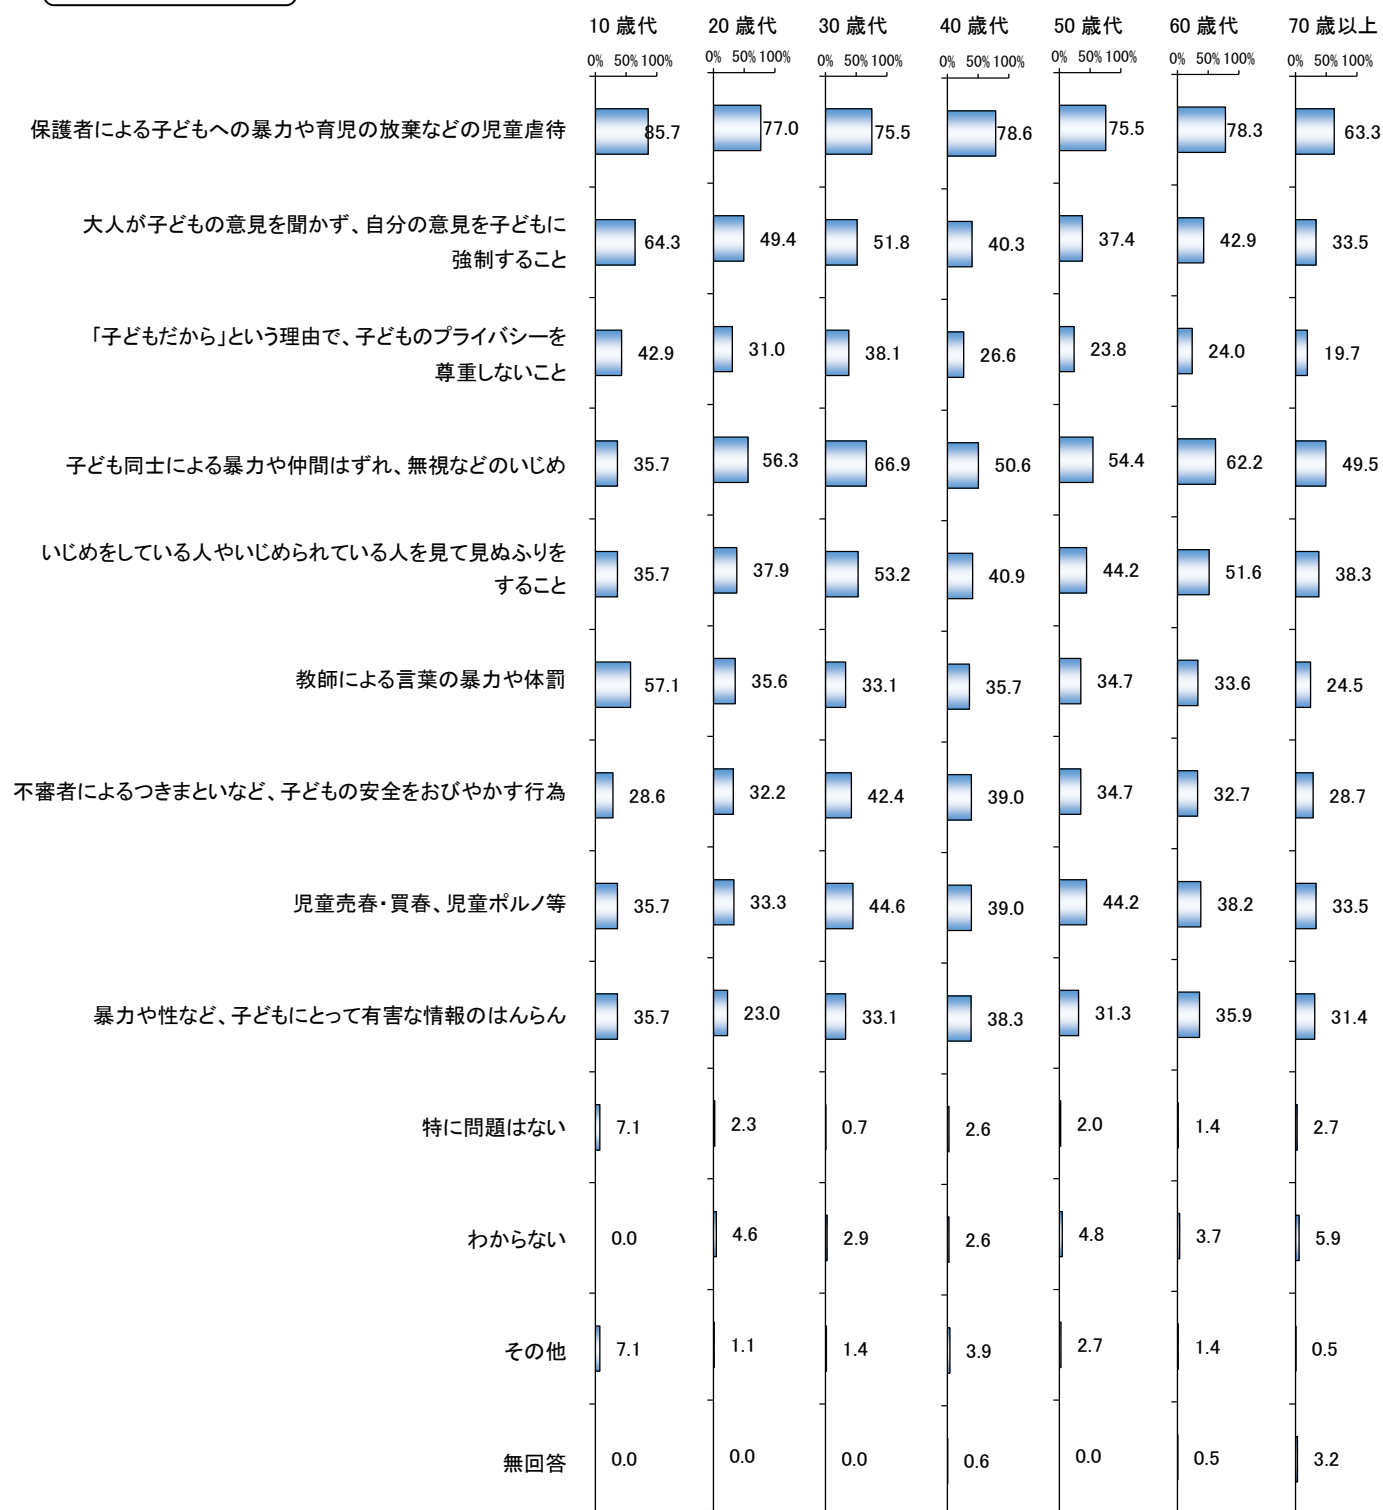 10 歳代 20 歳代 30 歳代 40 歳代 50 歳代 60 歳代 70 歳以上
0% 50% 100% 0% 50% 100% 0% 50% 100% 0% 50% 100% 0% 50% 100% 0% 50% 100% 0% 50% 100%
保護者による子どもへの暴力や育児の放棄などの児童虐待 85.7 77.0 75.5 78.6 75.5 78.3 63.3
大人が子どもの意見を聞かず、自分の意見を子どもに
強制すること 64.3 49.4 51.8 40.3 37.4 42.9 33.5
「子どもだから」という理由で、子どものプライバシーを
尊重しないこと 42.9 31.0 38.1 26.6 23.8 24.0 19.7
子ども同士による暴力や仲間はずれ、無視などのいじめ 35.7 56.3 66.9 50.6 54.4 62.2 49.5
いじめをしている人やいじめられている人を見て見ぬふりを
すること 35.7 37.9 53.2 40.9 44.2 51.6 38.3
教師による言葉の暴力や体罰 57.1 35.6 33.1 35.7 34.7 33.6 24.5
不審者によるつきまといなど、子どもの安全をおびやかす行為 28.6 32.2 42.4 39.0 34.7 32.7 28.7
児童売春・買春、児童ポルノ等 35.7 33.3 44.6 39.0 44.2 38.2 33.5
暴力や性など、子どもにとって有害な情報のはんらん 35.7 23.0 33.1 38.3 31.3 35.9 31.4
特に問題はない 7.1 2.3 0.7 2.6 2.0 1.4 2.7
わからない 0.0 4.6 2.9 2.6 4.8 3.7 5.9
その他 7.1 1.1 1.4 3.9 2.7 1.4 0.5
無回答 0.0 0.0 0.0 0.6 0.0 0.5 3.2